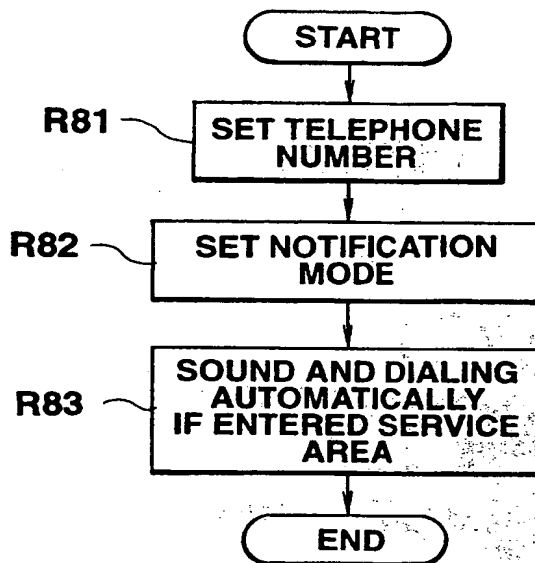 START
R81
SET TELEPHONE
NUMBER
R82
SET NOTIFICATION
MODE
R83
SOUND AND DIALING
AUTOMATICALLY
IF ENTERED SERVICE
AREA
END